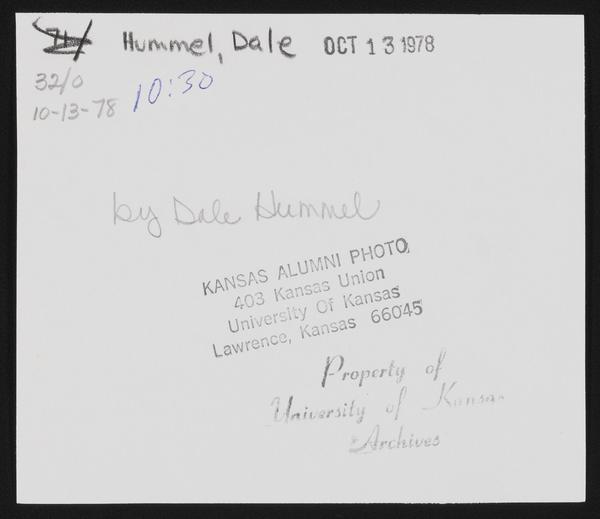 Hummel, Dale OCT 13 1978
32/0 10:30
10-13-78
by Dale Hummel
KANSAS ALUMNI PHOTO
403 Kansas Union
University Of Kansas
Lawrence, Kansas 66045
Property of
University of Kansas
Archives